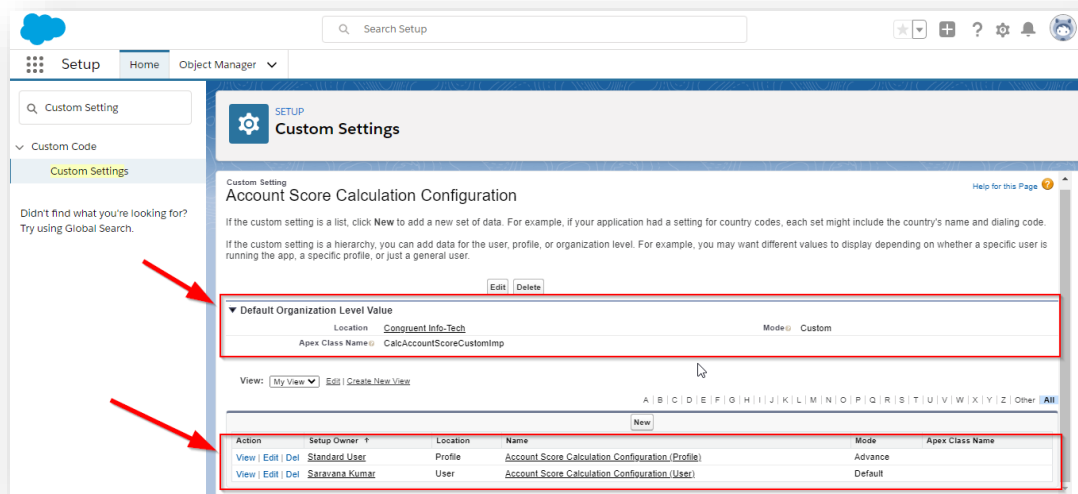 Search Setup
Setup Home Object Manager
Custom Setting
Custom Code
Custom Settings
Didn't find what you're looking for?
Try using Global Search.
SETUP
Custom Settings
Custom Setting
Account Score Calculation Configuration
Help for this Page
If the custom setting is a list, click New to add a new set of data. For example, if your application had a setting for country codes, each set might include the country's name and dialing code.
If the custom setting is a hierarchy, you can add data for the user, profile, or organization level. For example, you may want different values to display depending on whether a specific user is
running the app, a specific profile, or just a general user.
Edit Delete
Default Organization Level Value
Location Congruent Info-Tech Mode Custom
Apex Class Name CalcAccountScoreCustomImp
View: My View Edit | Create New View
A | B | C | D | E | F | G | H | I | J | K | L | M | N | O | P | Q | R | S | T | U | V | W | X | Y | Z | Other All
New
Action Setup Owner ↑ Location Name Mode Apex Class Name
View | Edit | Del Standard User Profile Account Score Calculation Configuration (Profile) Advance
View | Edit | Del Saravana Kumar User Account Score Calculation Configuration (User) Default